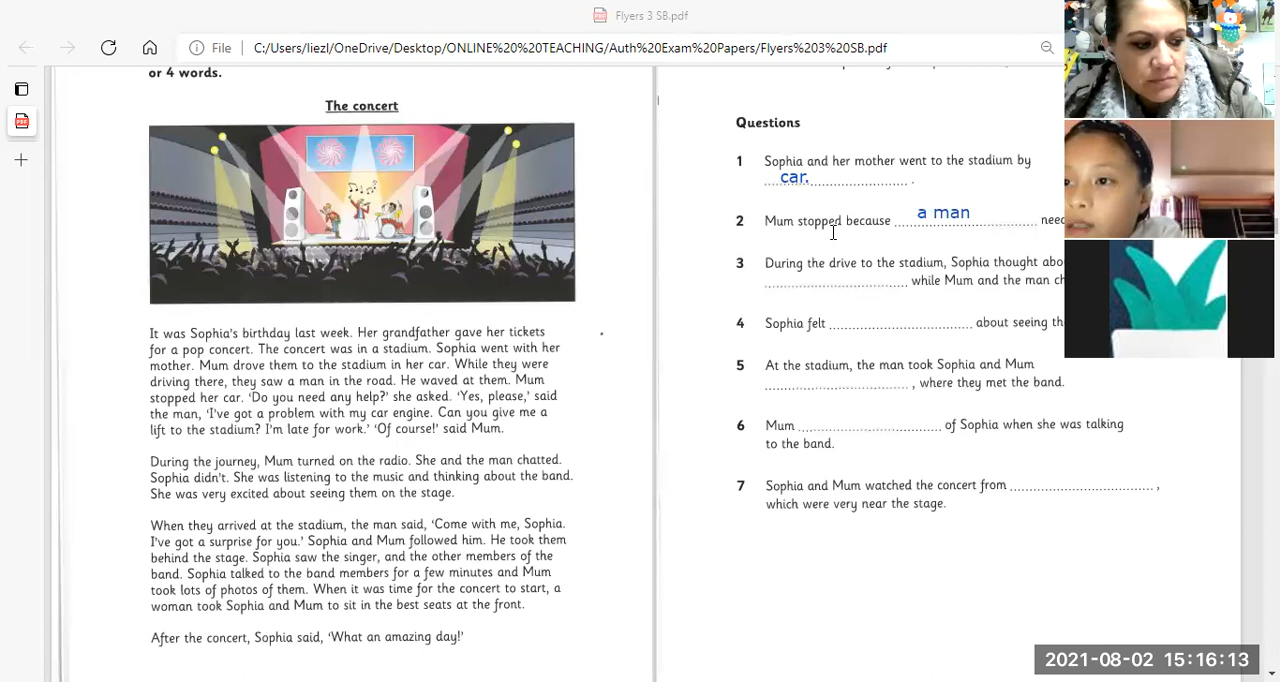 Flyers 3 SB.pdf
File
C:/Users/liezl/OneDrive/Desktop/ONLINE%20%20TEACHING/Auth%20Exam%20Papers/Flyers%203%20SB.pdf
or 4 words.
The concert
It was Sophia's birthday last week. Her grandfather gave her tickets
for a pop concert. The concert was in a stadium. Sophia went with her
mother. Mum drove them to the stadium in her car. While they were
driving there, they saw a man in the road. He waved at them. Mum
stopped her car. 'Do you need any help?' she asked. 'Yes, please,' said
the man, 'I've got a problem with my car engine. Can you give me a
lift to the stadium? I'm late for work.' 'Of course!' said Mum.
During the journey, Mum turned on the radio. She and the man chatted.
Sophia didn't. She was listening to the music and thinking about the band.
She was very excited about seeing them on the stage.
When they arrived at the stadium, the man said, 'Come with me, Sophia.
I've got a surprise for you.' Sophia and Mum followed him. He took them
behind the stage. Sophia saw the singer, and the other members of the
band. Sophia talked to the band members for a few minutes and Mum
took lots of photos of them. When it was time for the concert to start, a
woman took Sophia and Mum to sit in the best seats at the front.
After the concert, Sophia said, 'What an amazing day!'
Questions
1 Sophia and her mother went to the stadium by
car. .
2 Mum stopped because a man need
3 During the drive to the stadium, Sophia thought abou
while Mum and the man ch
4 Sophia felt about seeing th
5 At the stadium, the man took Sophia and Mum
, where they met the band.
6 Mum of Sophia when she was talking
to the band.
7 Sophia and Mum watched the concert from ,
which were very near the stage.
2021-08-02 15:16:13